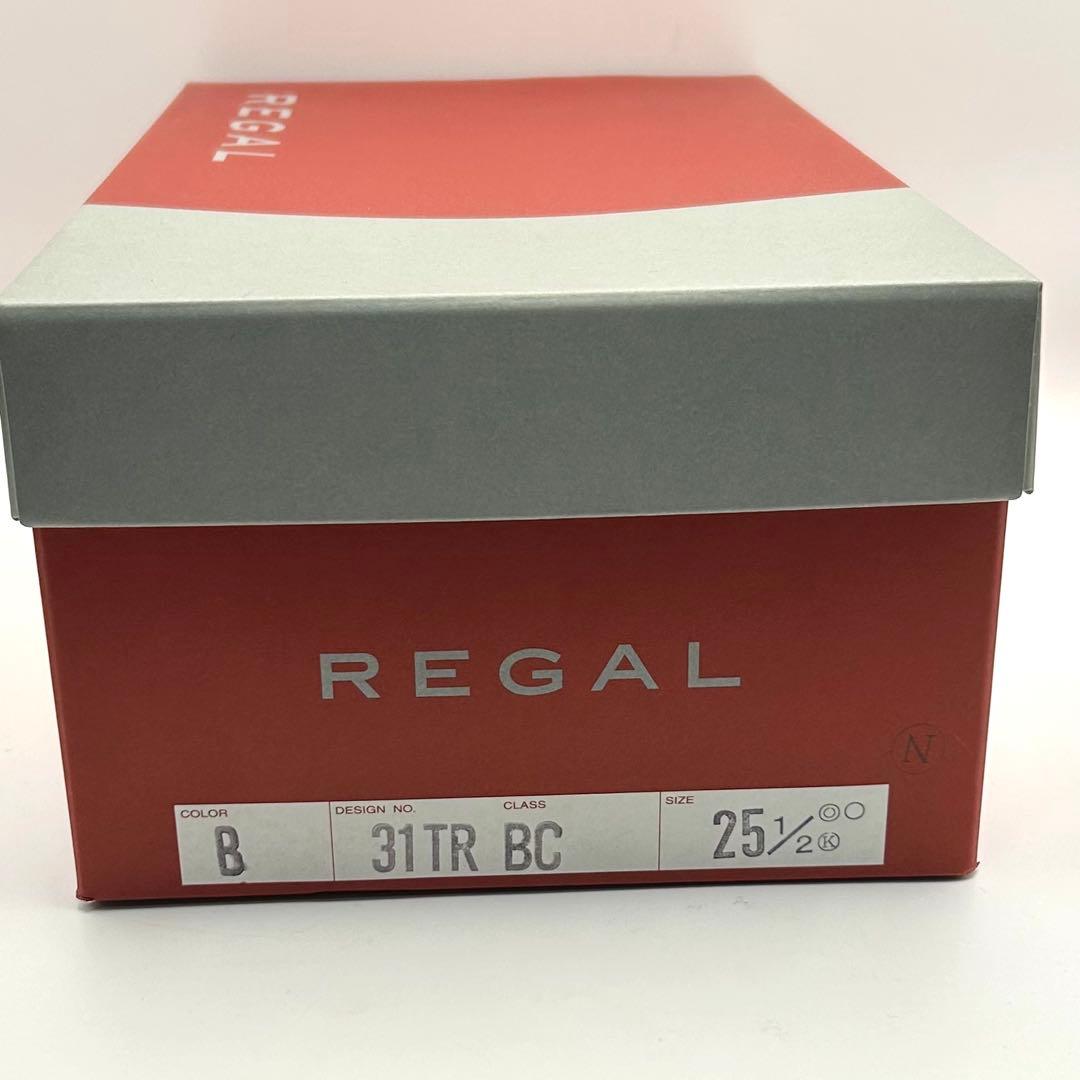 REGAL
REGAL
N
COLOR DESIGN NO. CLASS SIZE
B 31TR BC 25 1/2 Ⓚ